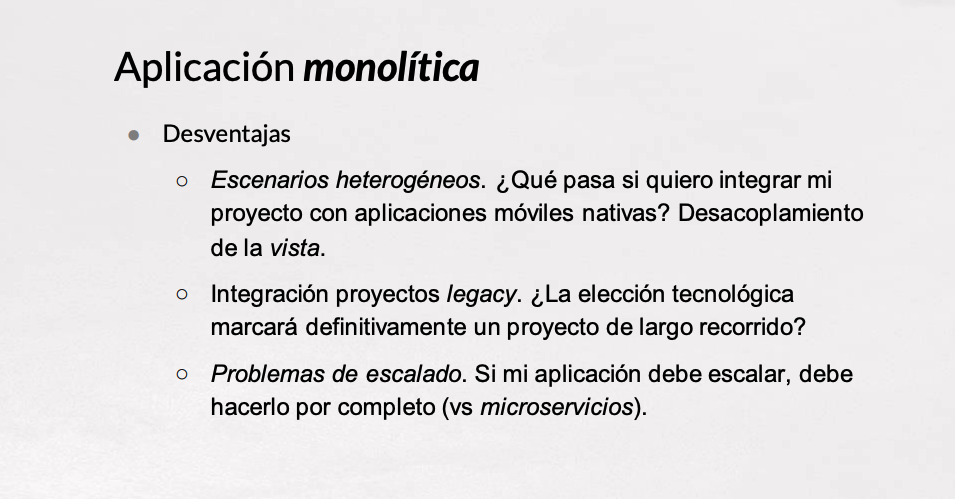 Aplicación monolítica
● Desventajas
○ Escenarios heterogéneos. ¿Qué pasa si quiero integrar mi
proyecto con aplicaciones móviles nativas? Desacoplamiento
de la vista.
○ Integración proyectos legacy. ¿La elección tecnológica
marcará definitivamente un proyecto de largo recorrido?
○ Problemas de escalado. Si mi aplicación debe escalar, debe
hacerlo por completo (vs microservicios).